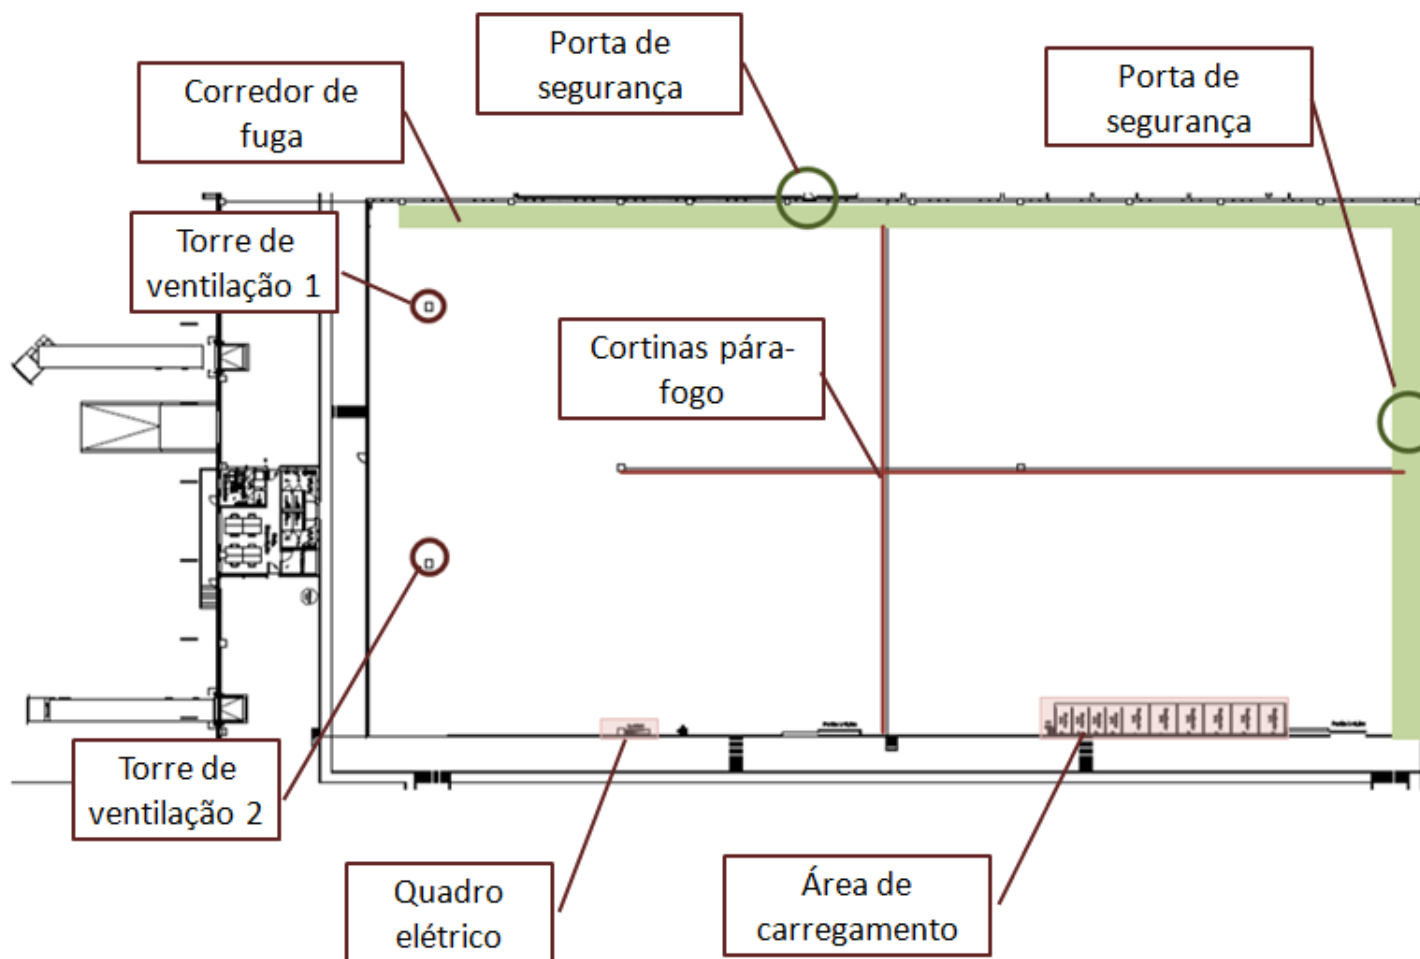 Porta de
segurança
Porta de
segurança
Corredor de
fuga
Torre de
ventilação 1
Cortinas pára-
fogo
Torre de
ventilação 2
Quadro
elétrico
Área de
carregamento